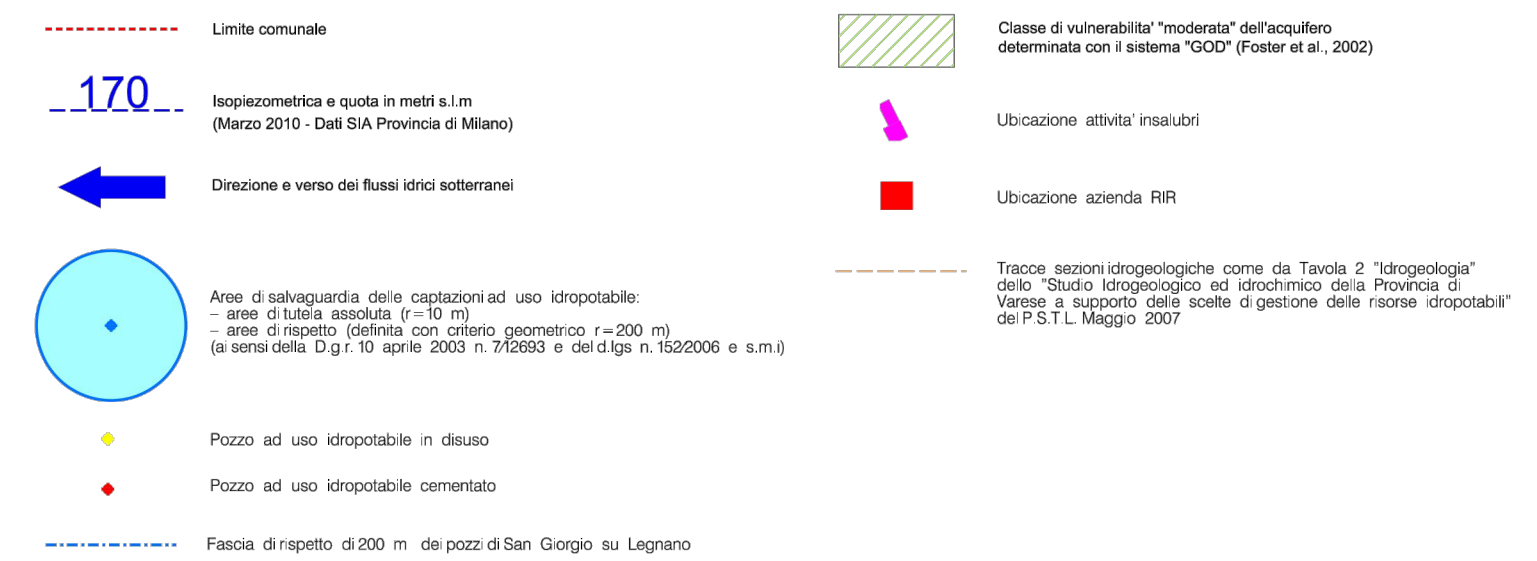 Limite comunale
170
Isopiezometrica e quota in metri s.l.m
(Marzo 2010 - Dati SIA Provincia di Milano)
Direzione e verso dei flussi idrici sotterranei
Aree di salvaguardia delle captazioni ad uso idropotabile:
– aree di tutela assoluta (r=10 m)
– aree di rispetto (definita con criterio geometrico r=200 m)
(ai sensi della D.g.r. 10 aprile 2003 n. 7/12693 e del d.lgs n. 152/2006 e s.m.i)
Pozzo ad uso idropotabile in disuso
Pozzo ad uso idropotabile cementato
Fascia di rispetto di 200 m dei pozzi di San Giorgio su Legnano
Classe di vulnerabilita' "moderata" dell'acquifero
determinata con il sistema "GOD" (Foster et al., 2002)
Ubicazione attivita' insalubri
Ubicazione azienda RIR
Tracce sezioni idrogeologiche come da Tavola 2 "Idrogeologia"
dello "Studio Idrogeologico ed idrochimico della Provincia di
Varese a supporto delle scelte di gestione delle risorse idropotabili"
del P.S.T.L. Maggio 2007